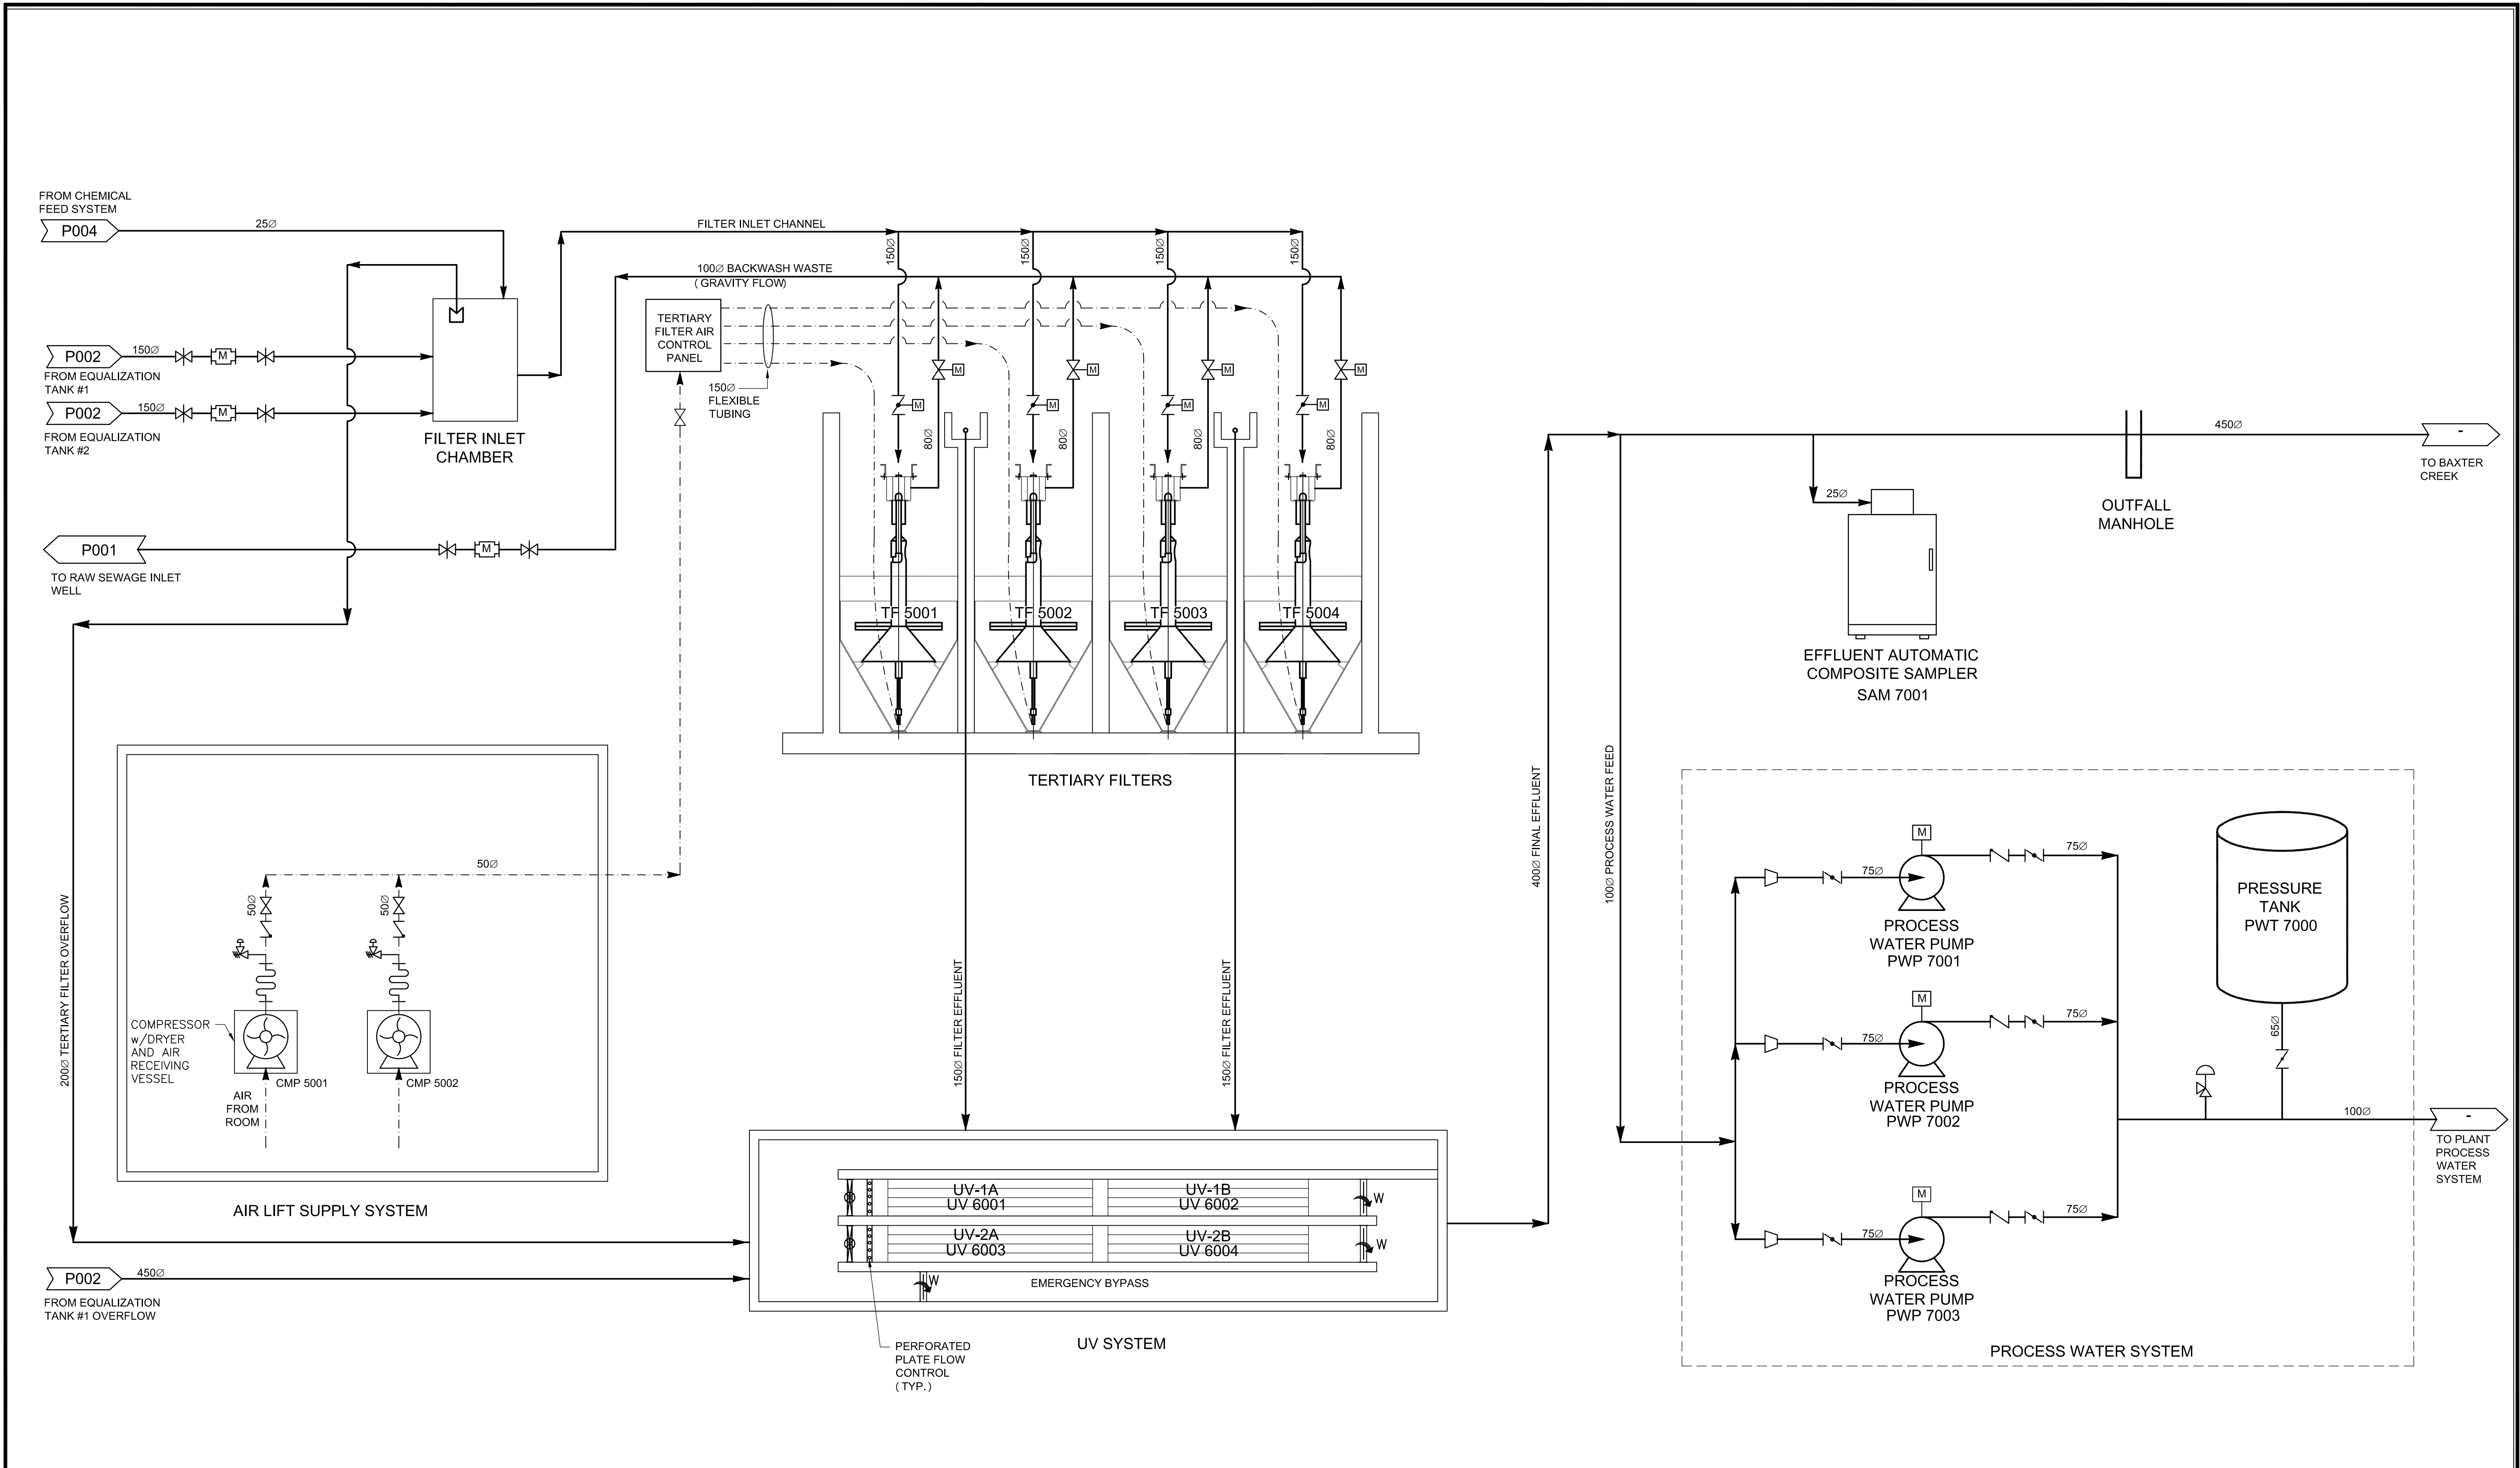 FROM CHEMICAL
FEED SYSTEM
P004
25∅
P002
150∅
M
FROM EQUALIZATION
TANK #1
P002
150∅
M
FROM EQUALIZATION
TANK #2
FILTER INLET
CHAMBER
P001
M
TO RAW SEWAGE INLET
WELL
FILTER INLET CHANNEL
100∅ BACKWASH WASTE
( GRAVITY FLOW)
TERTIARY
FILTER AIR
CONTROL
PANEL
150∅
FLEXIBLE
TUBING
150∅
150∅
150∅
150∅
M
M
M
M
M
M
M
M
80∅
80∅
80∅
80∅
TF 5001
TF 5002
TF 5003
TF 5004
TERTIARY FILTERS
200∅ TERTIARY FILTER OVERFLOW
50∅
50∅
50∅
COMPRESSOR
w/DRYER
AND AIR
RECEIVING
VESSEL
CMP 5001
CMP 5002
AIR
FROM
ROOM
AIR LIFT SUPPLY SYSTEM
P002
450∅
FROM EQUALIZATION
TANK #1 OVERFLOW
150∅ FILTER EFFLUENT
150∅ FILTER EFFLUENT
UV-1A
UV 6001
UV-1B
UV 6002
W
UV-2A
UV 6003
UV-2B
UV 6004
W
W
EMERGENCY BYPASS
PERFORATED
PLATE FLOW
CONTROL
( TYP.)
UV SYSTEM
400∅ FINAL EFFLUENT
100∅ PROCESS WATER FEED
25∅
EFFLUENT AUTOMATIC
COMPOSITE SAMPLER
SAM 7001
OUTFALL
MANHOLE
450∅
-
TO BAXTER
CREEK
M
75∅
75∅
PROCESS
WATER PUMP
PWP 7001
M
75∅
75∅
PROCESS
WATER PUMP
PWP 7002
M
75∅
75∅
PROCESS
WATER PUMP
PWP 7003
PRESSURE
TANK
PWT 7000
65∅
100∅
-
TO PLANT
PROCESS
WATER
SYSTEM
PROCESS WATER SYSTEM